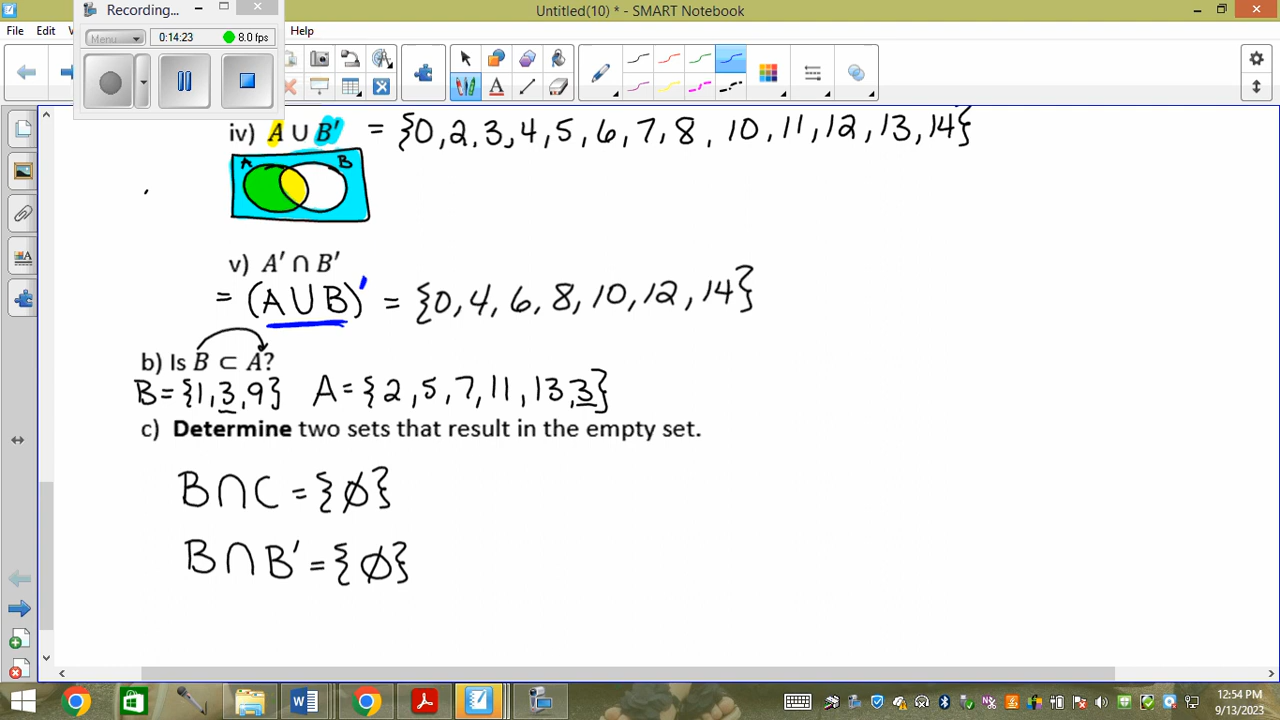 Recording...
Untitled(10) * - SMART Notebook
File Ed Help
Menu 0:14:23 8.0 fps
iv) A ∪ B′ = {0,2,3,4,5,6,7,8, 10,11,12,13,14}
A B
v) A′ ∩ B′
= (A∪B)′ = {0,4,6,8,10,12,14}
b) Is B ⊂ A?
B={1,3,9} A={2,5,7,11,13,3}
c) Determine two sets that result in the empty set.
B∩C={∅}
B∩B′={∅}
12:54 PM
9/13/2023